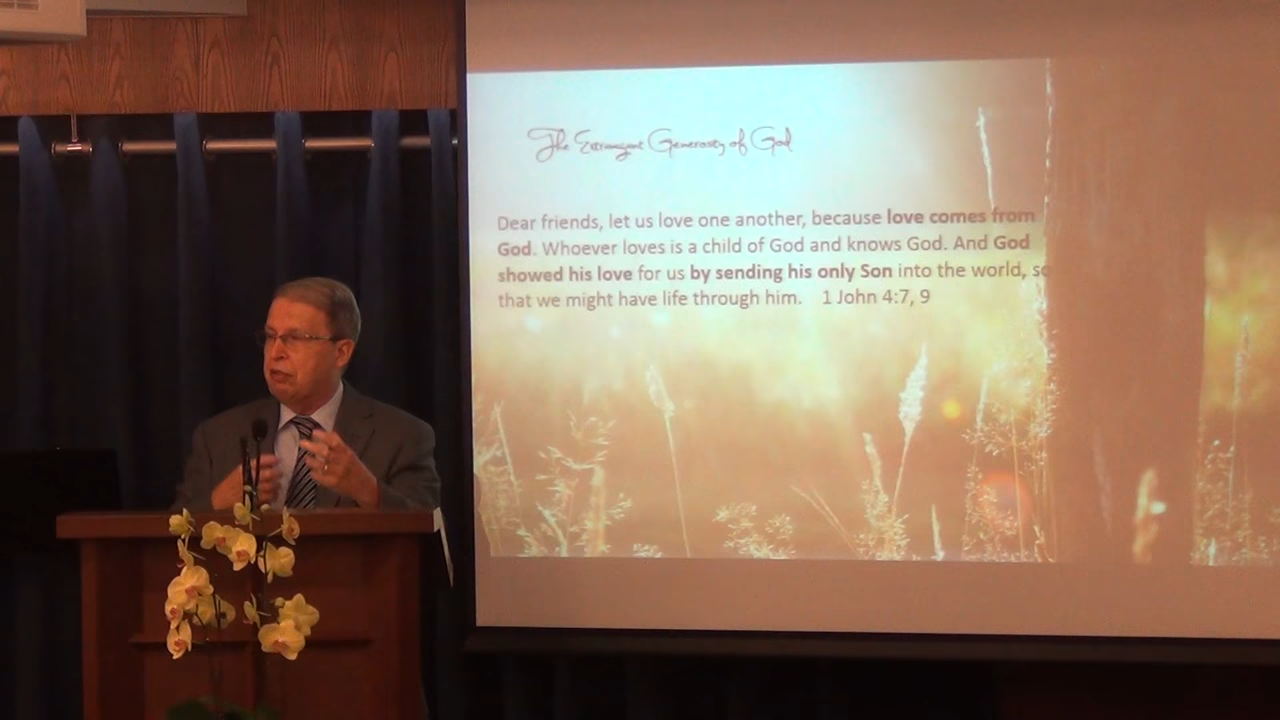 The Extravagant Generosity of God
Dear friends, let us love one another, because love comes from
God. Whoever loves is a child of God and knows God. And God
showed his love for us by sending his only Son into the world, so
that we might have life through him. 1 John 4:7, 9